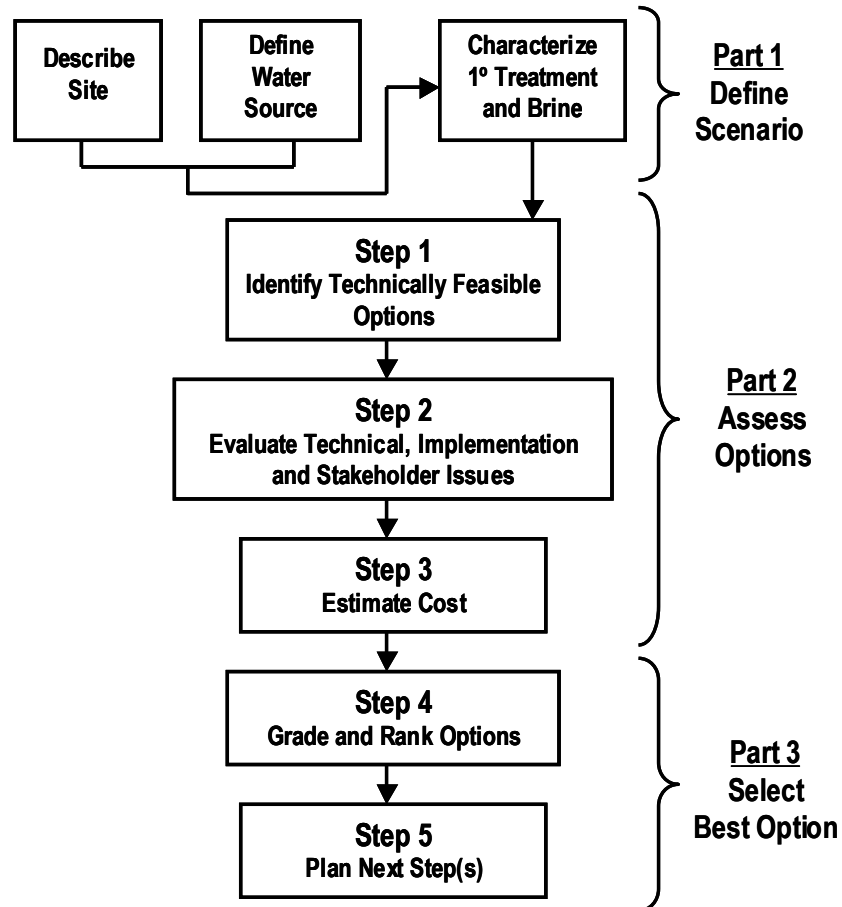 Describe
Site
Define
Water
Source
Characterize
1º Treatment
and Brine
Part 1
Define
Scenario
Step 1
Identify Technically Feasible
Options
Step 2
Evaluate Technical, Implementation
and Stakeholder Issues
Step 3
Estimate Cost
Part 2
Assess
Options
Step 4
Grade and Rank Options
Step 5
Plan Next Step(s)
Part 3
Select
Best Option